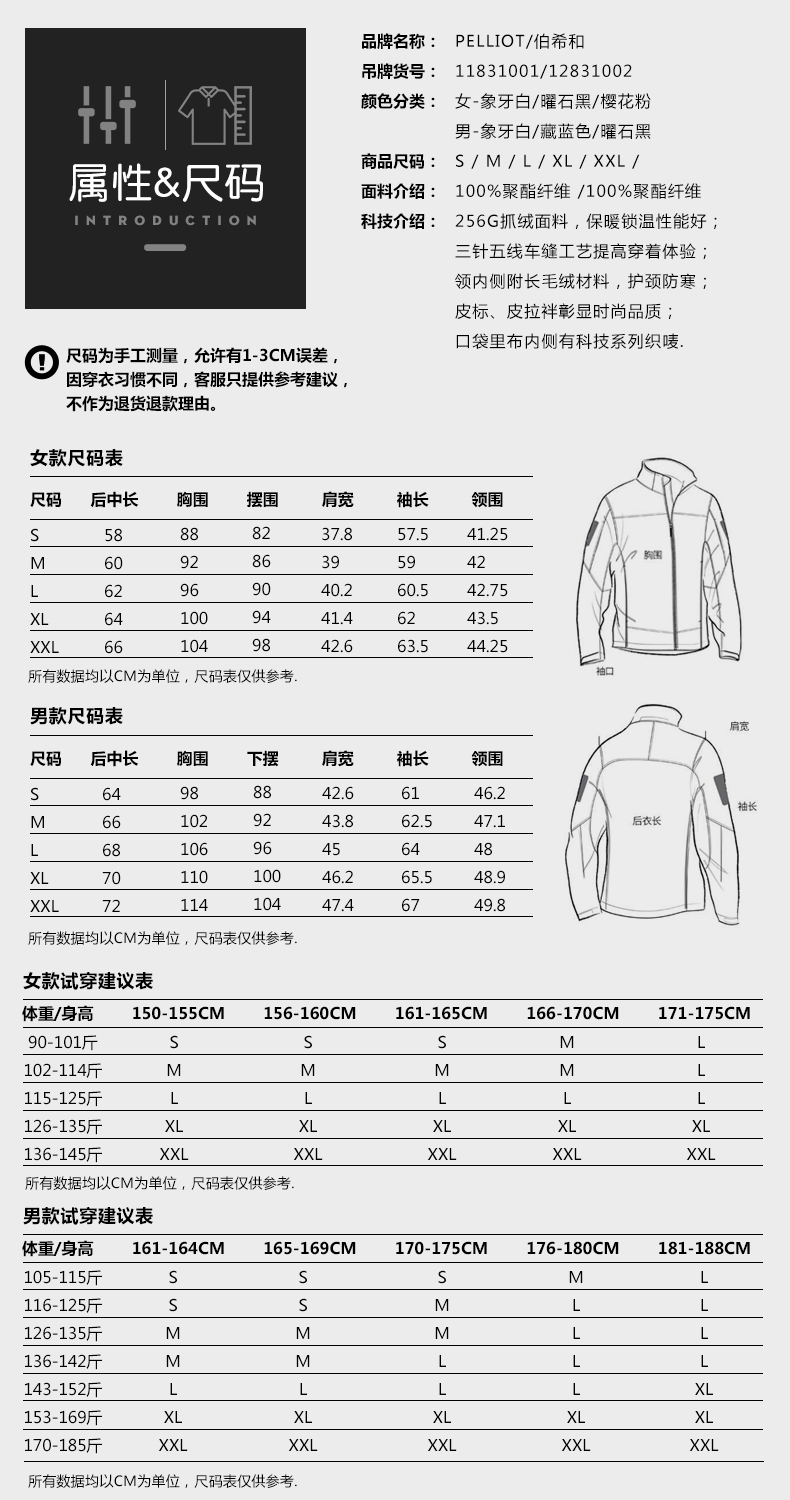 属性&尺码
INTRODUCTION
品牌名称： PELLIOT/伯希和
吊牌货号： 11831001/12831002
颜色分类： 女-象牙白/曜石黑/樱花粉
男-象牙白/藏蓝色/曜石黑
商品尺码： S / M / L / XL / XXL /
面料介绍： 100%聚酯纤维 /100%聚酯纤维
科技介绍： 256G抓绒面料，保暖锁温性能好；
三针五线车缝工艺提高穿着体验；
领内侧附长毛绒材料，护颈防寒；
皮标、皮拉袢彰显时尚品质；
口袋里布内侧有科技系列织唛.
尺码为手工测量，允许有1-3CM误差，
因穿衣习惯不同，客服只提供参考建议，
不作为退货退款理由。
女款尺码表
尺码 后中长 胸围 摆围 肩宽 袖长 领围
S 58 88 82 37.8 57.5 41.25
M 60 92 86 39 59 42
L 62 96 90 40.2 60.5 42.75
XL 64 100 94 41.4 62 43.5
XXL 66 104 98 42.6 63.5 44.25
所有数据均以CM为单位，尺码表仅供参考.
胸围
袖口
男款尺码表
尺码 后中长 胸围 下摆 肩宽 袖长 领围
S 64 98 88 42.6 61 46.2
M 66 102 92 43.8 62.5 47.1
L 68 106 96 45 64 48
XL 70 110 100 46.2 65.5 48.9
XXL 72 114 104 47.4 67 49.8
所有数据均以CM为单位，尺码表仅供参考.
肩宽
袖长
后衣长
女款试穿建议表
体重/身高 150-155CM 156-160CM 161-165CM 166-170CM 171-175CM
90-101斤 S S S M L
102-114斤 M M M M L
115-125斤 L L L L L
126-135斤 XL XL XL XL XL
136-145斤 XXL XXL XXL XXL XXL
所有数据均以CM为单位，尺码表仅供参考.
男款试穿建议表
体重/身高 161-164CM 165-169CM 170-175CM 176-180CM 181-188CM
105-115斤 S S S M L
116-125斤 S S M L L
126-135斤 M M M L L
136-142斤 M M L L L
143-152斤 L L L L XL
153-169斤 XL XL XL XL XL
170-185斤 XXL XXL XXL XXL XXL
所有数据均以CM为单位，尺码表仅供参考.